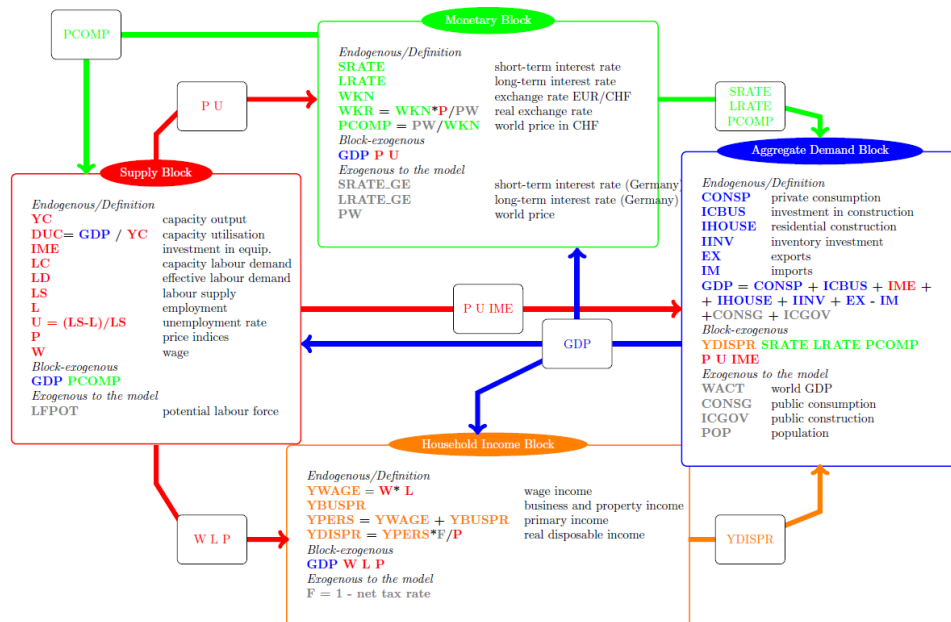 Monetary Block
PCOMP
Endogenous/Definition
SRATE short-term interest rate
LRATE long-term interest rate
WKN exchange rate EUR/CHF
WKR = WKN*P/PW real exchange rate
PCOMP = PW/WKN world price in CHF
Block-exogenous
GDP P U
Exogenous to the model
SRATE_GE short-term interest rate (Germany)
LRATE_GE long-term interest rate (Germany)
PW world price
P U
SRATE
LRATE
PCOMP
Supply Block
Endogenous/Definition
YC capacity output
DUC= GDP / YC capacity utilisation
IME investment in equip.
LC capacity labour demand
LD effective labour demand
LS labour supply
L employment
U = (LS-L)/LS unemployment rate
P price indices
W wage
Block-exogenous
GDP PCOMP
Exogenous to the model
LFPOT potential labour force
P U IME
GDP
Aggregate Demand Block
Endogenous/Definition
CONSP private consumption
ICBUS investment in construction
IHOUSE residential construction
IINV inventory investment
EX exports
IM imports
GDP = CONSP + ICBUS + IME +
+ IHOUSE + IINV + EX - IM
+CONSG + ICGOV
Block-exogenous
YDISPR SRATE LRATE PCOMP
P U IME
Exogenous to the model
WACT world GDP
CONSG public consumption
ICGOV public construction
POP population
Household Income Block
Endogenous/Definition
YWAGE = W* L wage income
YBUSPR business and property income
YPERS = YWAGE + YBUSPR primary income
YDISPR = YPERS*F/P real disposable income
Block-exogenous
GDP W L P
Exogenous to the model
F = 1 - net tax rate
W L P
YDISPR